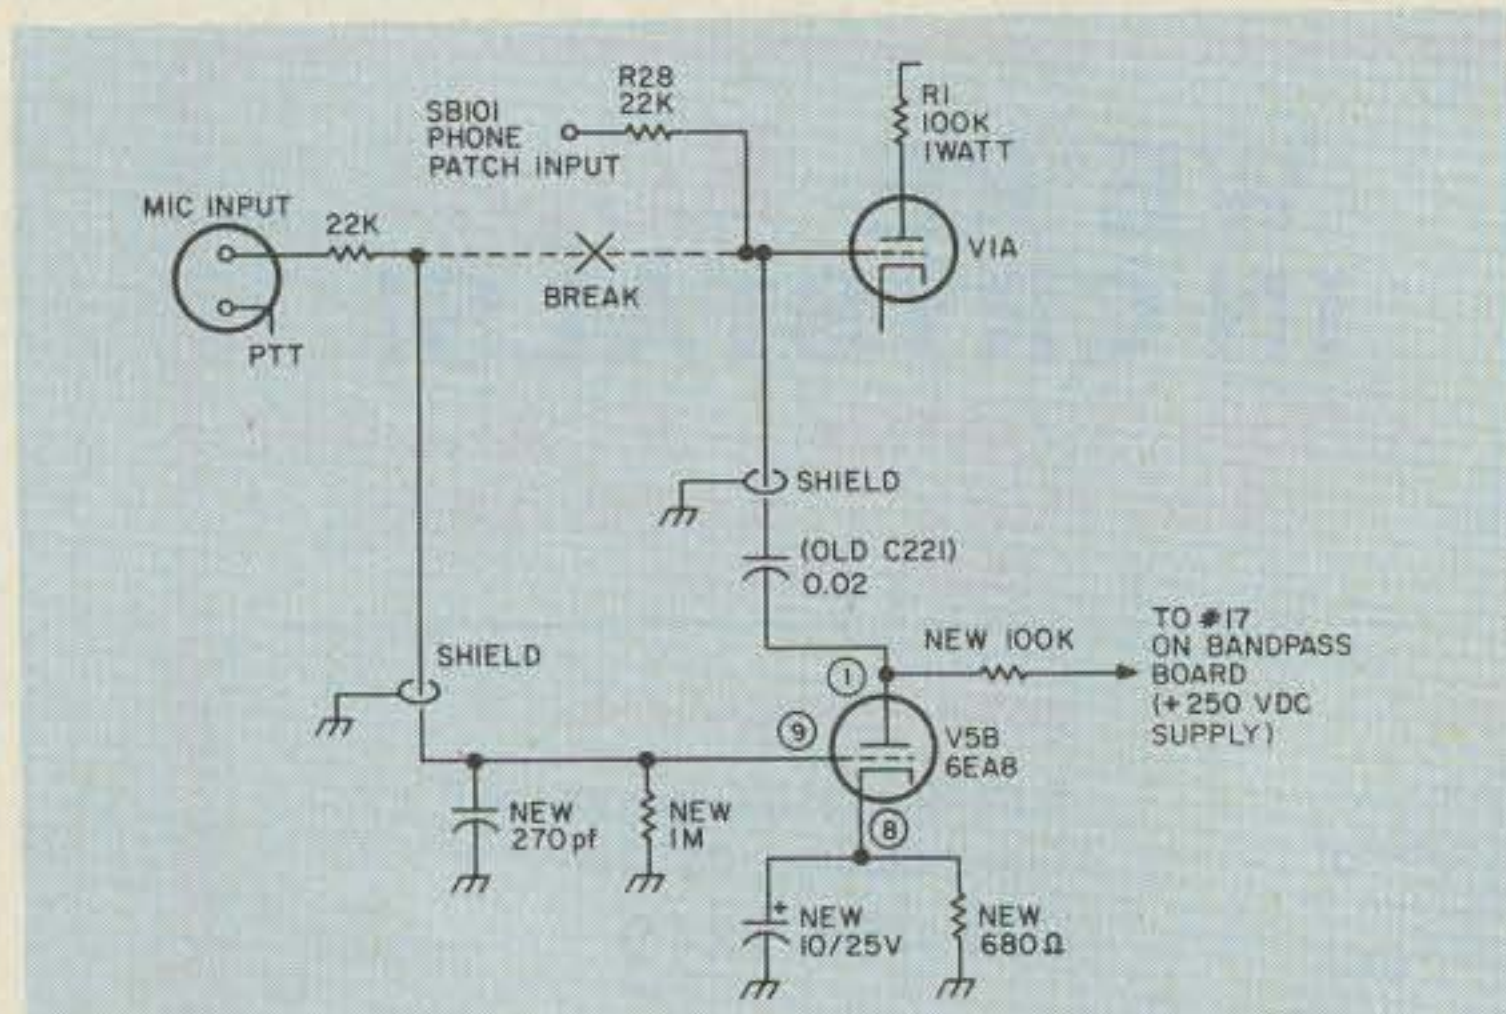 R28
22K
SB101
PHONE
PATCH INPUT
R1
100K
1WATT
MIC INPUT
22K
V1A
BREAK
PTT
SHIELD
(OLD C221)
0.02
SHIELD
NEW 100K
TO #17
ON BANDPASS
BOARD
(+250 VDC
SUPPLY)
1
9
V5B
6EA8
NEW
270pf
NEW
1M
8
+
NEW
10/25V
NEW
680Ω